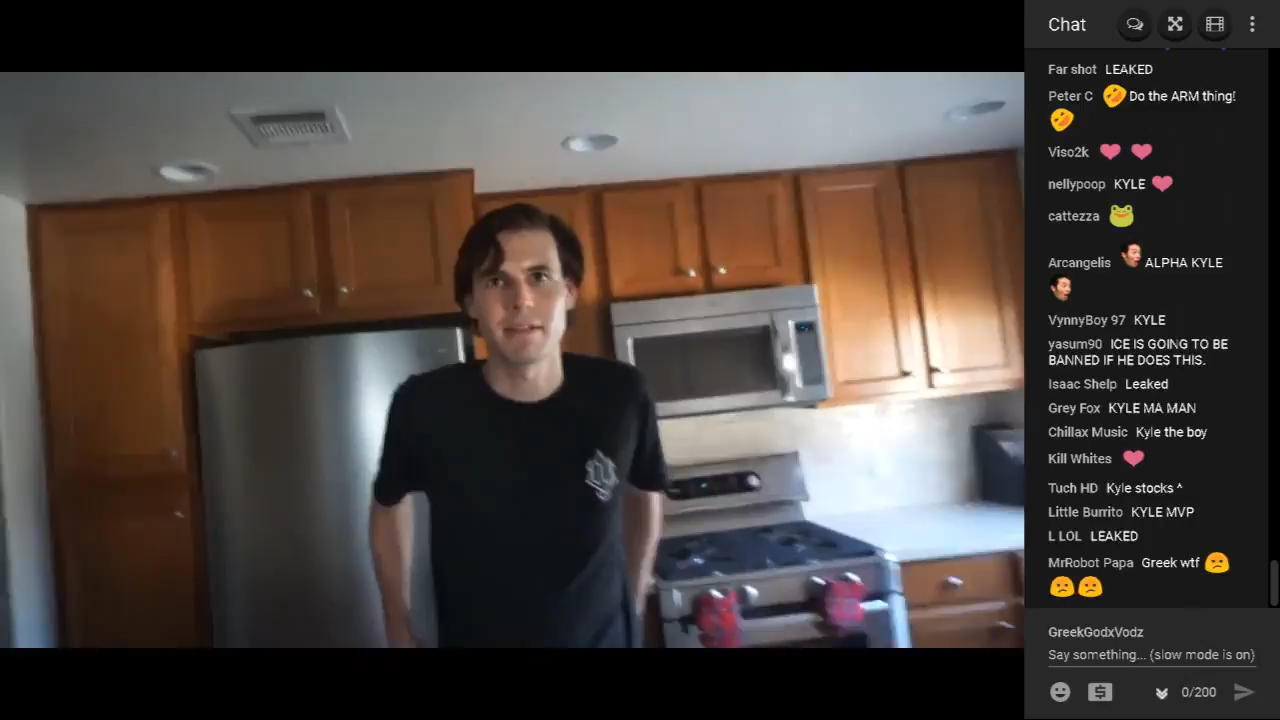 Chat
Far shot LEAKED
Peter C Do the ARM thing!
Viso2k
nellypoop KYLE
cattezza
Arcangelis ALPHA KYLE
VynnyBoy 97 KYLE
yasum90 ICE IS GOING TO BE
BANNED IF HE DOES THIS.
Isaac Shelp Leaked
Grey Fox KYLE MA MAN
Chillax Music Kyle the boy
Kill Whites
Tuch HD Kyle stocks ^
Little Burrito KYLE MVP
L LOL LEAKED
MrRobot Papa Greek wtf
GreekGodxVodz
Say something... (slow mode is on)
0/200